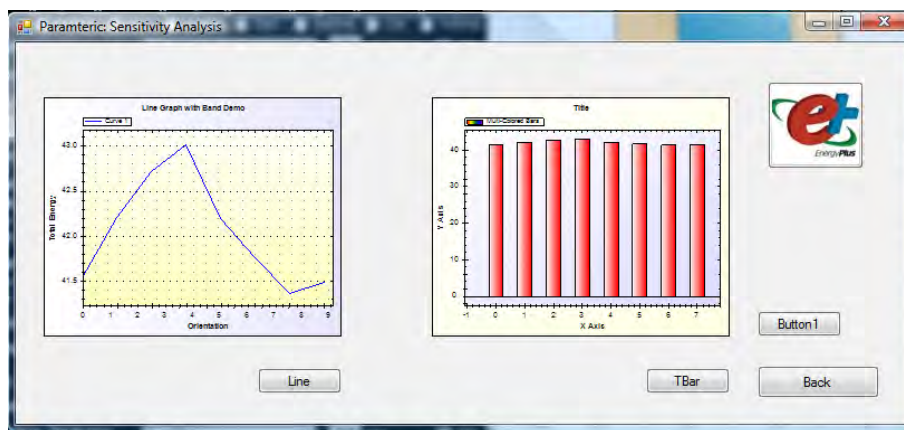 Paramteric: Sensitivity Analysis
Line Graph with Band Demo
Curve 1
43.0
42.5
42.0
41.5
Total Energy
0 1 2 3 4 5 6 7 8 9
Orientation
Line
Title
Multi-Colored Bars
40
30
20
10
0
Y Axis
-1 0 1 2 3 4 5 6 7
X Axis
TBar
e+
EnergyPlus
Button1
Back